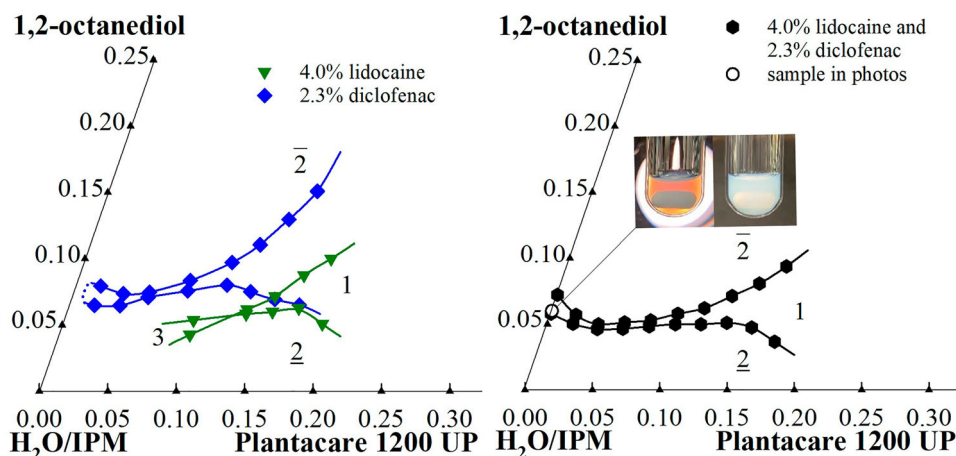 1,2-octanediol
0.25
4.0% lidocaine
2.3% diclofenac
0.20
2̅
0.15
0.10
1
0.05
3
2̲
0.00 0.05 0.10 0.15 0.20 0.25 0.30
H₂O/IPM Plantacare 1200 UP
1,2-octanediol
0.25
4.0% lidocaine and
2.3% diclofenac
sample in photos
0.20
0.15
2̅
0.10
1
0.05
2̲
0.00 0.05 0.10 0.15 0.20 0.25 0.30
H₂O/IPM Plantacare 1200 UP